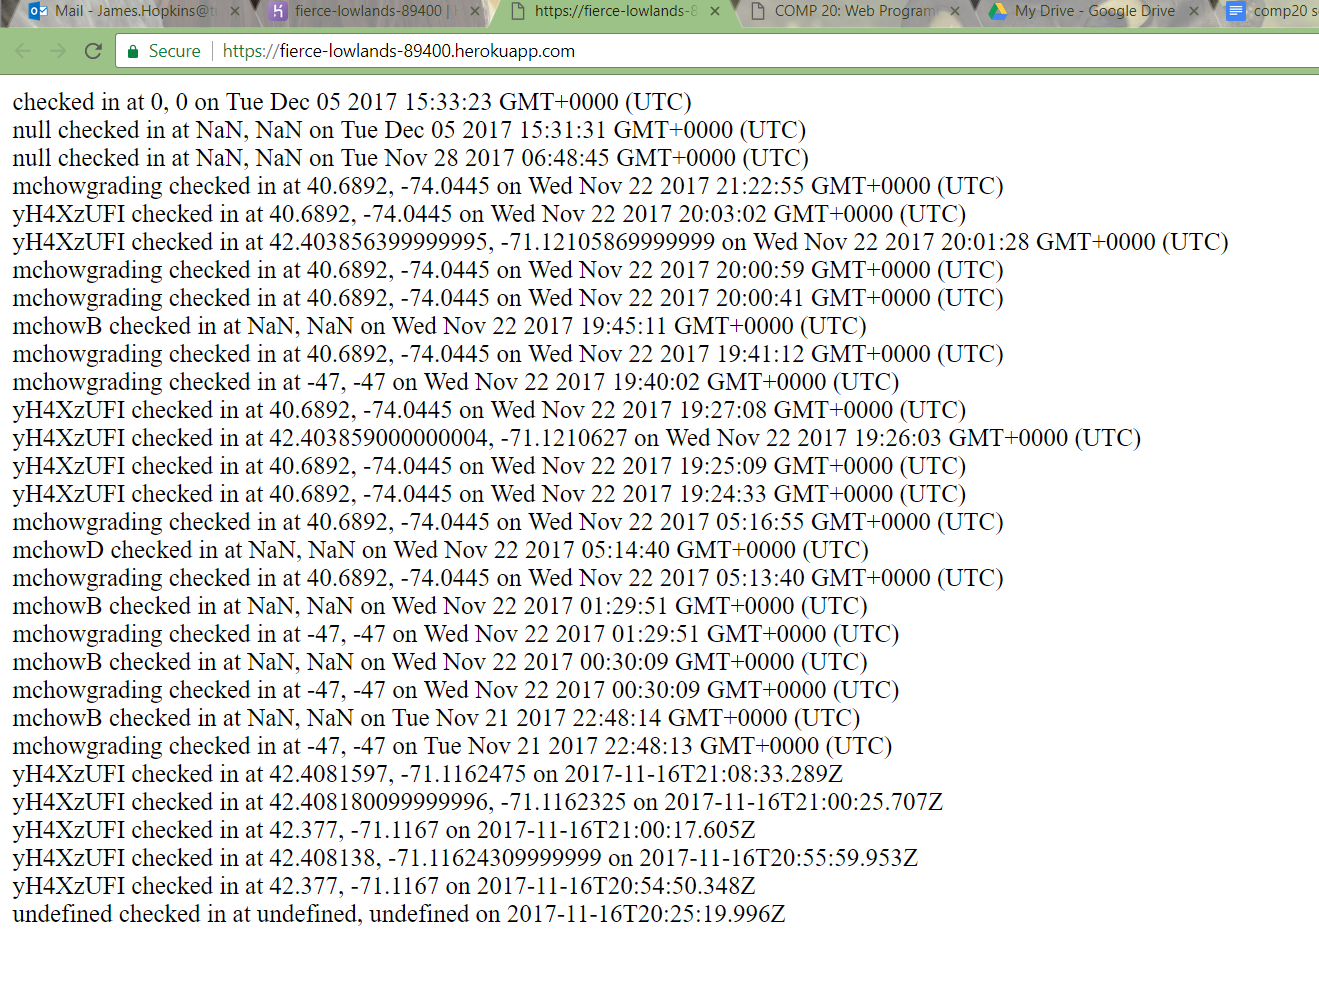 Mail - James.Hopkins@t
fierce-lowlands-89400 |
https://fierce-lowlands-8
COMP 20: Web Program
My Drive - Google Drive
comp20 s
Secure | https://fierce-lowlands-89400.herokuapp.com
checked in at 0, 0 on Tue Dec 05 2017 15:33:23 GMT+0000 (UTC)
null checked in at NaN, NaN on Tue Dec 05 2017 15:31:31 GMT+0000 (UTC)
null checked in at NaN, NaN on Tue Nov 28 2017 06:48:45 GMT+0000 (UTC)
mchowgrading checked in at 40.6892, -74.0445 on Wed Nov 22 2017 21:22:55 GMT+0000 (UTC)
yH4XzUFI checked in at 40.6892, -74.0445 on Wed Nov 22 2017 20:03:02 GMT+0000 (UTC)
yH4XzUFI checked in at 42.403856399999995, -71.12105869999999 on Wed Nov 22 2017 20:01:28 GMT+0000 (UTC)
mchowgrading checked in at 40.6892, -74.0445 on Wed Nov 22 2017 20:00:59 GMT+0000 (UTC)
mchowgrading checked in at 40.6892, -74.0445 on Wed Nov 22 2017 20:00:41 GMT+0000 (UTC)
mchowB checked in at NaN, NaN on Wed Nov 22 2017 19:45:11 GMT+0000 (UTC)
mchowgrading checked in at 40.6892, -74.0445 on Wed Nov 22 2017 19:41:12 GMT+0000 (UTC)
mchowgrading checked in at -47, -47 on Wed Nov 22 2017 19:40:02 GMT+0000 (UTC)
yH4XzUFI checked in at 40.6892, -74.0445 on Wed Nov 22 2017 19:27:08 GMT+0000 (UTC)
yH4XzUFI checked in at 42.403859000000004, -71.1210627 on Wed Nov 22 2017 19:26:03 GMT+0000 (UTC)
yH4XzUFI checked in at 40.6892, -74.0445 on Wed Nov 22 2017 19:25:09 GMT+0000 (UTC)
yH4XzUFI checked in at 40.6892, -74.0445 on Wed Nov 22 2017 19:24:33 GMT+0000 (UTC)
mchowgrading checked in at 40.6892, -74.0445 on Wed Nov 22 2017 05:16:55 GMT+0000 (UTC)
mchowD checked in at NaN, NaN on Wed Nov 22 2017 05:14:40 GMT+0000 (UTC)
mchowgrading checked in at 40.6892, -74.0445 on Wed Nov 22 2017 05:13:40 GMT+0000 (UTC)
mchowB checked in at NaN, NaN on Wed Nov 22 2017 01:29:51 GMT+0000 (UTC)
mchowgrading checked in at -47, -47 on Wed Nov 22 2017 01:29:51 GMT+0000 (UTC)
mchowB checked in at NaN, NaN on Wed Nov 22 2017 00:30:09 GMT+0000 (UTC)
mchowgrading checked in at -47, -47 on Wed Nov 22 2017 00:30:09 GMT+0000 (UTC)
mchowB checked in at NaN, NaN on Tue Nov 21 2017 22:48:14 GMT+0000 (UTC)
mchowgrading checked in at -47, -47 on Tue Nov 21 2017 22:48:13 GMT+0000 (UTC)
yH4XzUFI checked in at 42.4081597, -71.1162475 on 2017-11-16T21:08:33.289Z
yH4XzUFI checked in at 42.408180099999996, -71.1162325 on 2017-11-16T21:00:25.707Z
yH4XzUFI checked in at 42.377, -71.1167 on 2017-11-16T21:00:17.605Z
yH4XzUFI checked in at 42.408138, -71.11624309999999 on 2017-11-16T20:55:59.953Z
yH4XzUFI checked in at 42.377, -71.1167 on 2017-11-16T20:54:50.348Z
undefined checked in at undefined, undefined on 2017-11-16T20:25:19.996Z